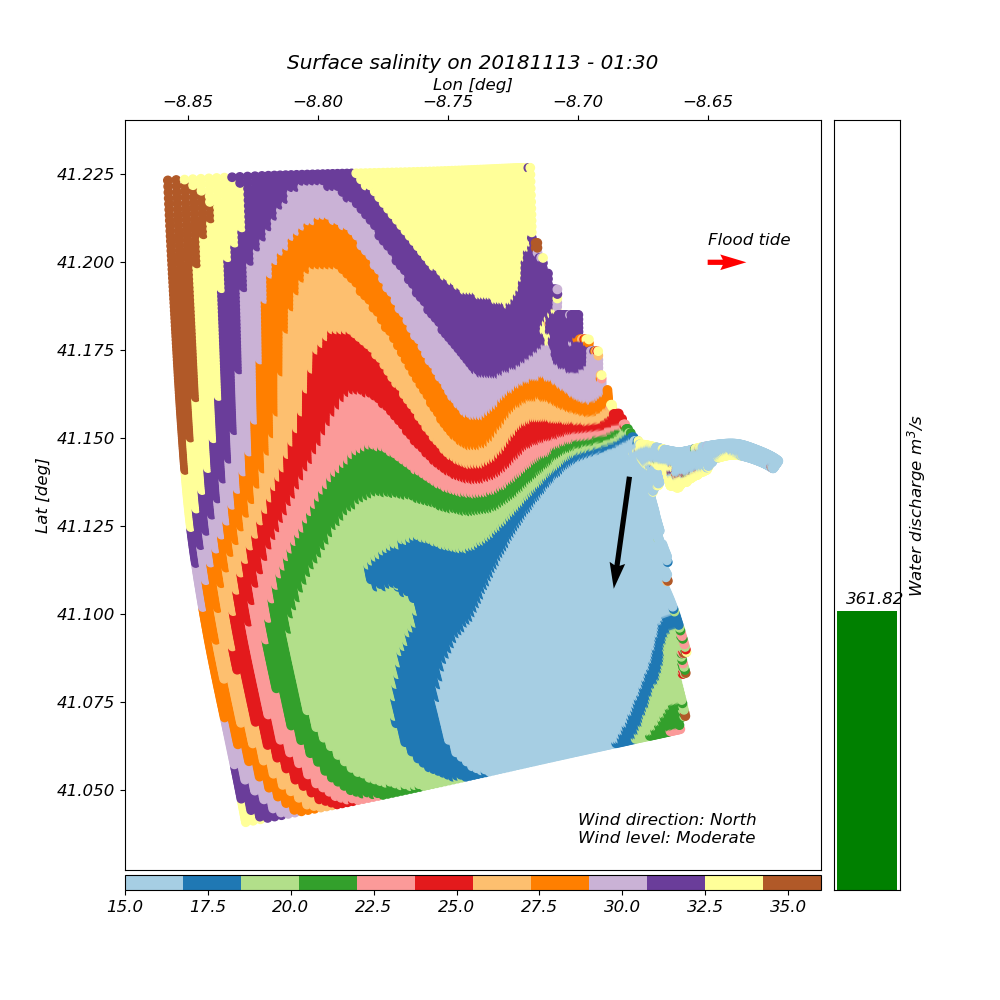 Surface salinity on 20181113 - 01:30
Lon [deg]
−8.85 −8.80 −8.75 −8.70 −8.65
41.225
41.200
41.175
41.150
41.125
41.100
41.075
41.050
Lat [deg]
Flood tide
Wind direction: North
Wind level: Moderate
15.0 17.5 20.0 22.5 25.0 27.5 30.0 32.5 35.0
361.82
Water discharge m³/s